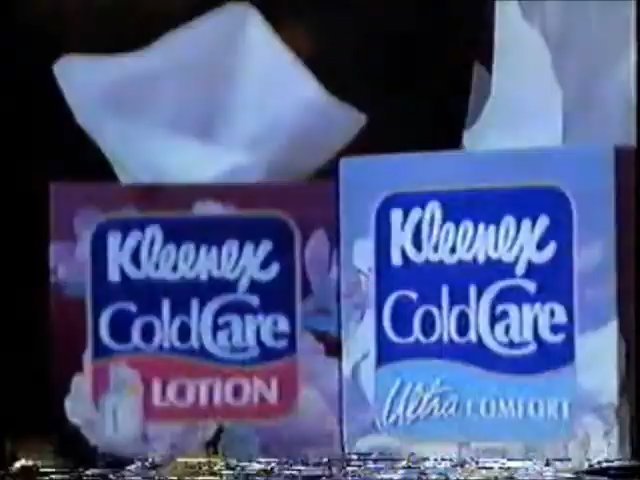 Kleenex
ColdCare
LOTION
Kleenex
ColdCare
Ultra COMFORT